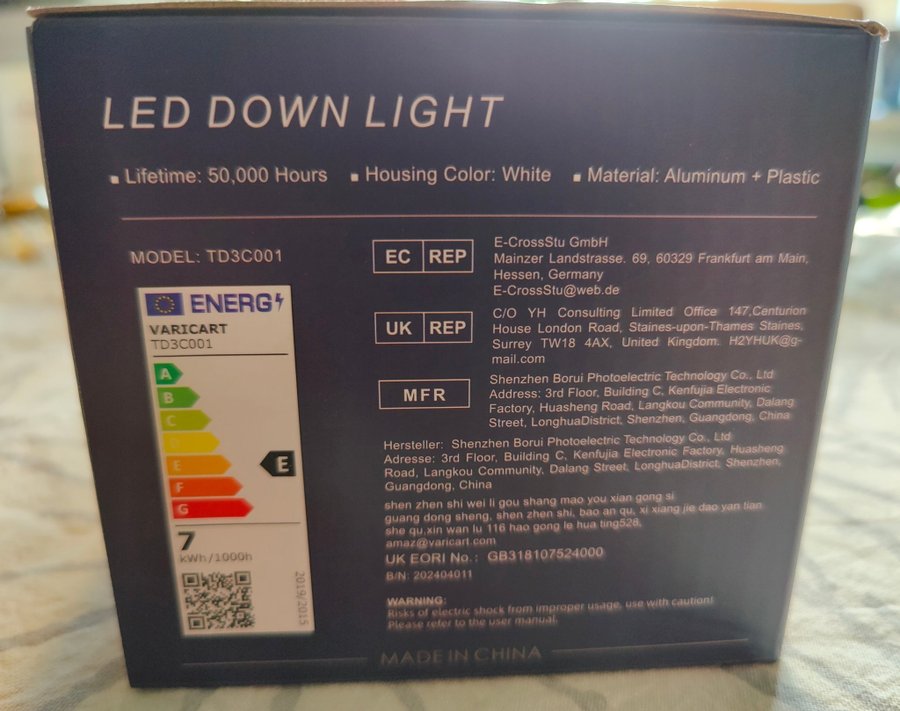 LED DOWN LIGHT
▪ Lifetime: 50,000 Hours ▪ Housing Color: White ▪ Material: Aluminum + Plastic
MODEL: TD3C001
ENERG
VARICART
TD3C001
A
B
C
D
E
F
G
E
7
kWh/1000h
2019/2015
EC REP
E-CrossStu GmbH
Mainzer Landstrasse. 69, 60329 Frankfurt am Main,
Hessen, Germany
E-CrossStu@web.de
UK REP
C/O YH Consulting Limited Office 147,Centurion
House London Road, Staines-upon-Thames Staines,
Surrey TW18 4AX, United Kingdom. H2YHUK@g-
mail.com
MFR
Shenzhen Borui Photoelectric Technology Co., Ltd
Address: 3rd Floor, Building C, Kenfujia Electronic
Factory, Huasheng Road, Langkou Community, Dalang
Street, LonghuaDistrict, Shenzhen, Guangdong, China
Hersteller: Shenzhen Borui Photoelectric Technology Co., Ltd
Adresse: 3rd Floor, Building C, Kenfujia Electronic Factory, Huasheng
Road, Langkou Community, Dalang Street, LonghuaDistrict, Shenzhen,
Guangdong, China
shen zhen shi wei li gou shang mao you xian gong si
guang dong sheng, shen zhen shi, bao an qu, xi xiang jie dao yan tian
she qu,xin wan lu 116 hao gong le hua ting528,
amaz@varicart.com
UK EORI No.: GB318107524000
B/N: 202404011
WARNING:
Risks of electric shock from improper usage, use with caution!
Please refer to the user manual.
MADE IN CHINA